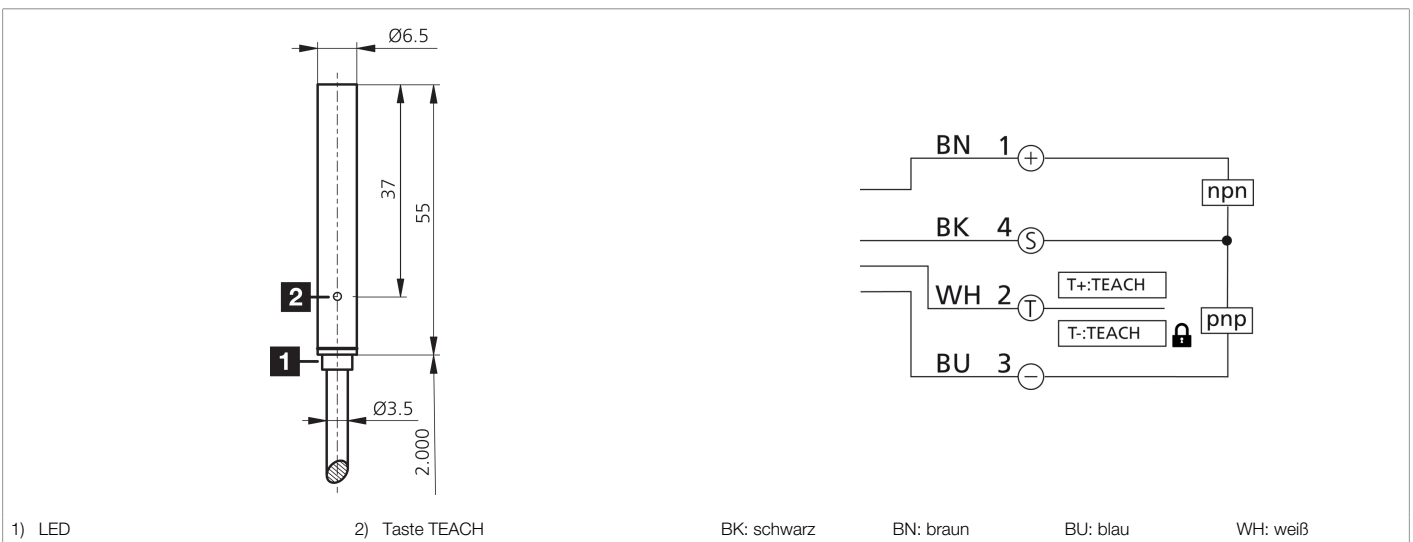 Ø6.5
37
55
2
1
Ø3.5
2.000
BN 1 +
npn
BK 4 S
T+:TEACH
WH 2 T
pnp
T-:TEACH
BU 3 −
1) LED 2) Taste TEACH BK: schwarz BN: braun BU: blau WH: weiß